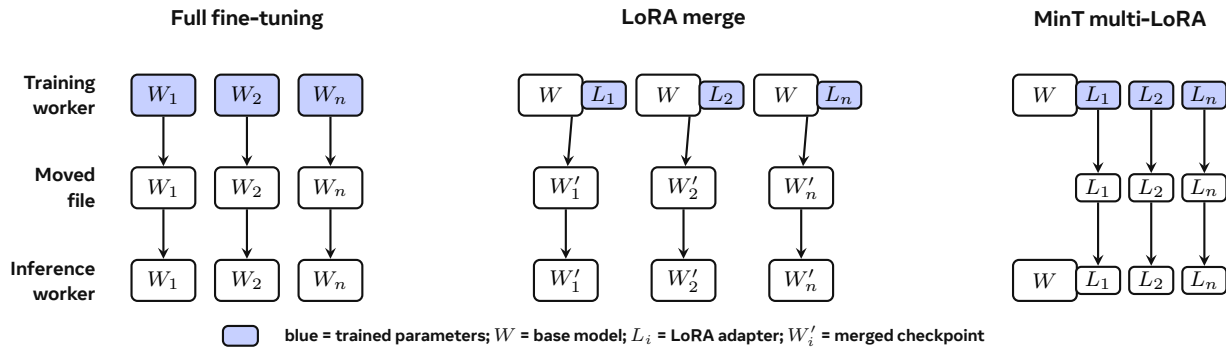 Full fine-tuning LoRA merge MinT multi-LoRA
Training
worker
W₁ W₂ Wₙ W L₁ W L₂ W Lₙ W L₁ L₂ Lₙ
Moved
file
W₁ W₂ Wₙ W′₁ W′₂ W′ₙ L₁ L₂ Lₙ
Inference
worker
W₁ W₂ Wₙ W′₁ W′₂ W′ₙ W L₁ L₂ Lₙ
blue = trained parameters; W = base model; Lᵢ = LoRA adapter; W′ᵢ = merged checkpoint